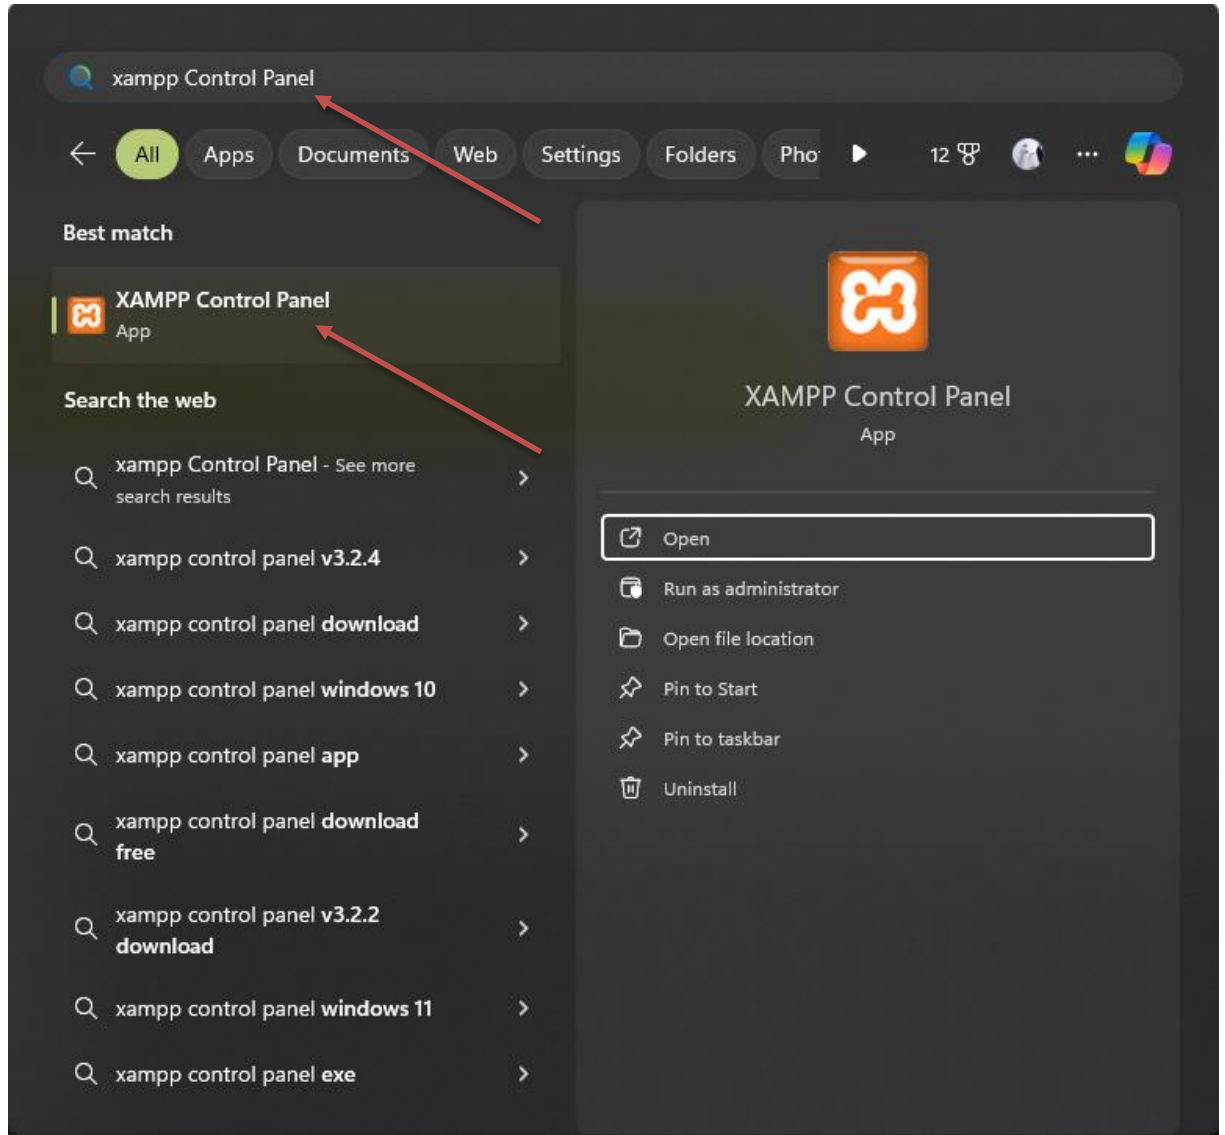 xampp Control Panel
All Apps Documents Web Settings Folders Pho 12
Best match
XAMPP Control Panel
App
Search the web
xampp Control Panel - See more
search results
xampp control panel v3.2.4
xampp control panel download
xampp control panel windows 10
xampp control panel app
xampp control panel download
free
xampp control panel v3.2.2
download
xampp control panel windows 11
xampp control panel exe
XAMPP Control Panel
App
Open
Run as administrator
Open file location
Pin to Start
Pin to taskbar
Uninstall